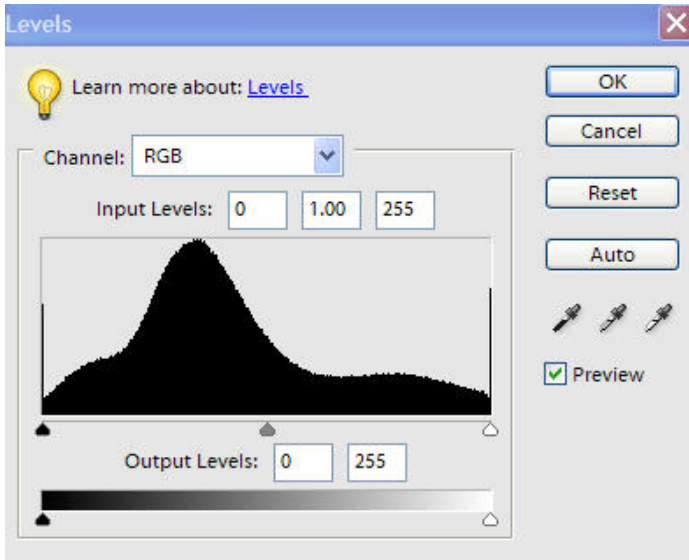 Levels
Learn more about: Levels
OK
Cancel
Channel: RGB
Reset
Input Levels: 0 1.00 255
Auto
Preview
Output Levels: 0 255